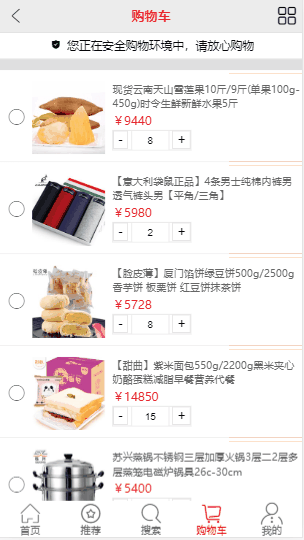 购物车
您正在安全购物环境中，请放心购物
现货云南天山雪莲果10斤/9斤(单果100g-
450g)时令生鲜新鲜水果5斤
￥9440
- 8 +
【意大利袋鼠正品】4条男士纯棉内裤男
透气裤头男【平角/三角】
￥5980
- 2 +
【脸皮薄】厦门馅饼绿豆饼500g/2500g
香芋饼 板栗饼 红豆饼抹茶饼
￥5728
- 8 +
【甜曲】紫米面包550g/2200g黑米夹心
奶酪蛋糕减脂早餐营养代餐
￥14850
- 15 +
苏兴蒸锅不锈钢三层加厚火锅3层二2层多
层蒸笼电磁炉锅具26c-30cm
￥5400
首页
推荐
搜索
购物车
我的